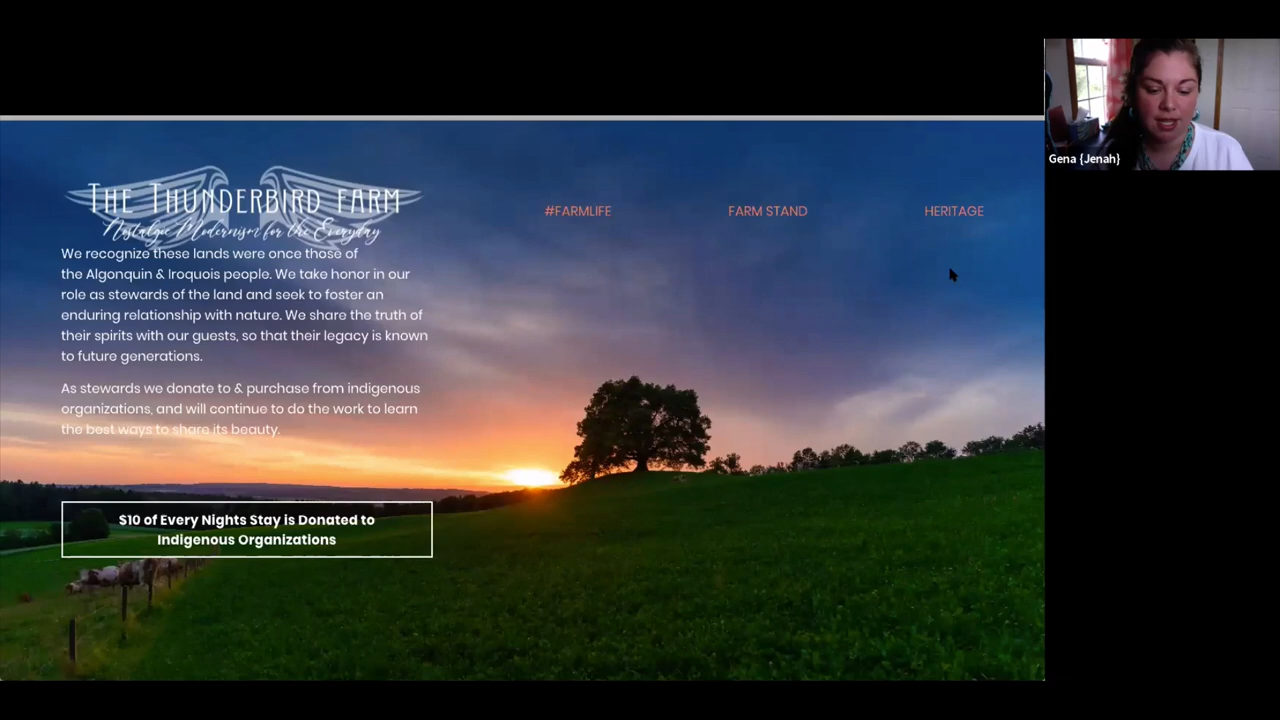 THE THUNDERBIRD FARM
Nostalgic Modernism for the Everyday
#FARMLIFE
FARM STAND
HERITAGE
We recognize these lands were once those of
the Algonquin & Iroquois people. We take honor in our
role as stewards of the land and seek to foster an
enduring relationship with nature. We share the truth of
their spirits with our guests, so that their legacy is known
to future generations.
As stewards we donate to & purchase from indigenous
organizations, and will continue to do the work to learn
the best ways to share its beauty.
$10 of Every Nights Stay is Donated to
Indigenous Organizations
Gena {Jenah}